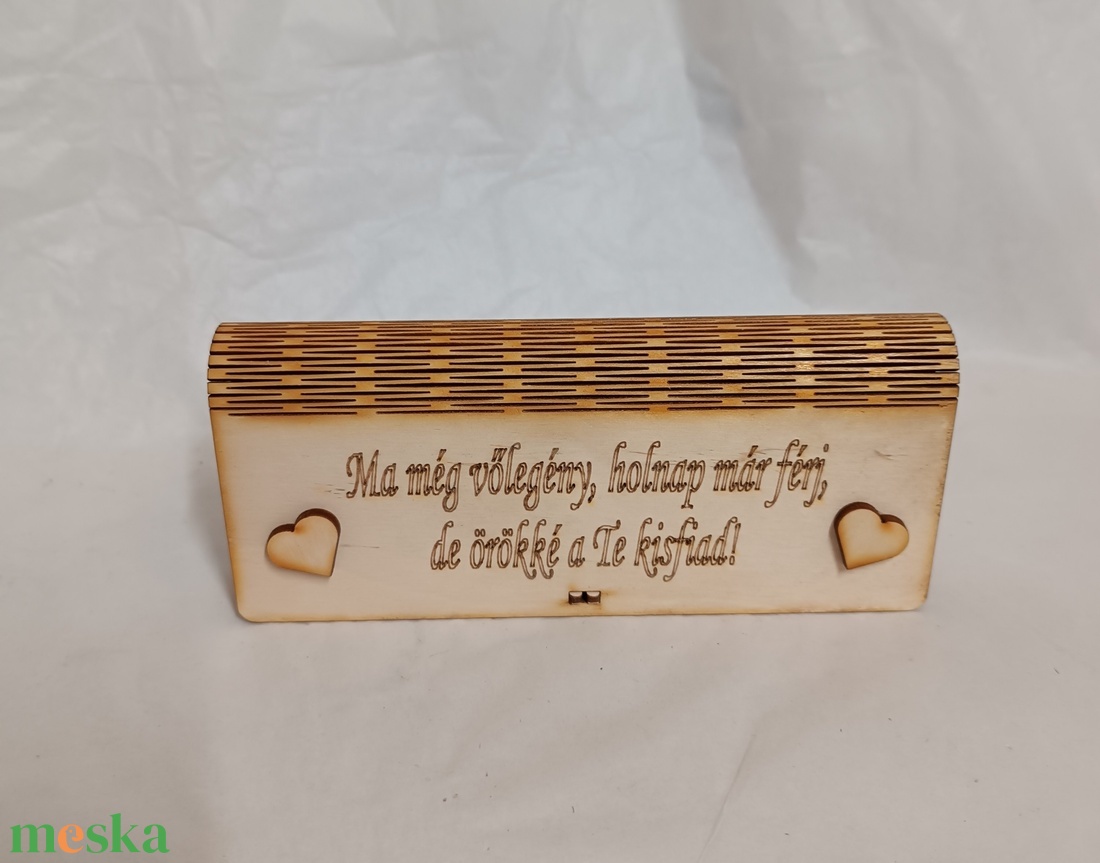 Ma még vőlegény, holnap már férj,
de örökké a Te kisfiad!
meska